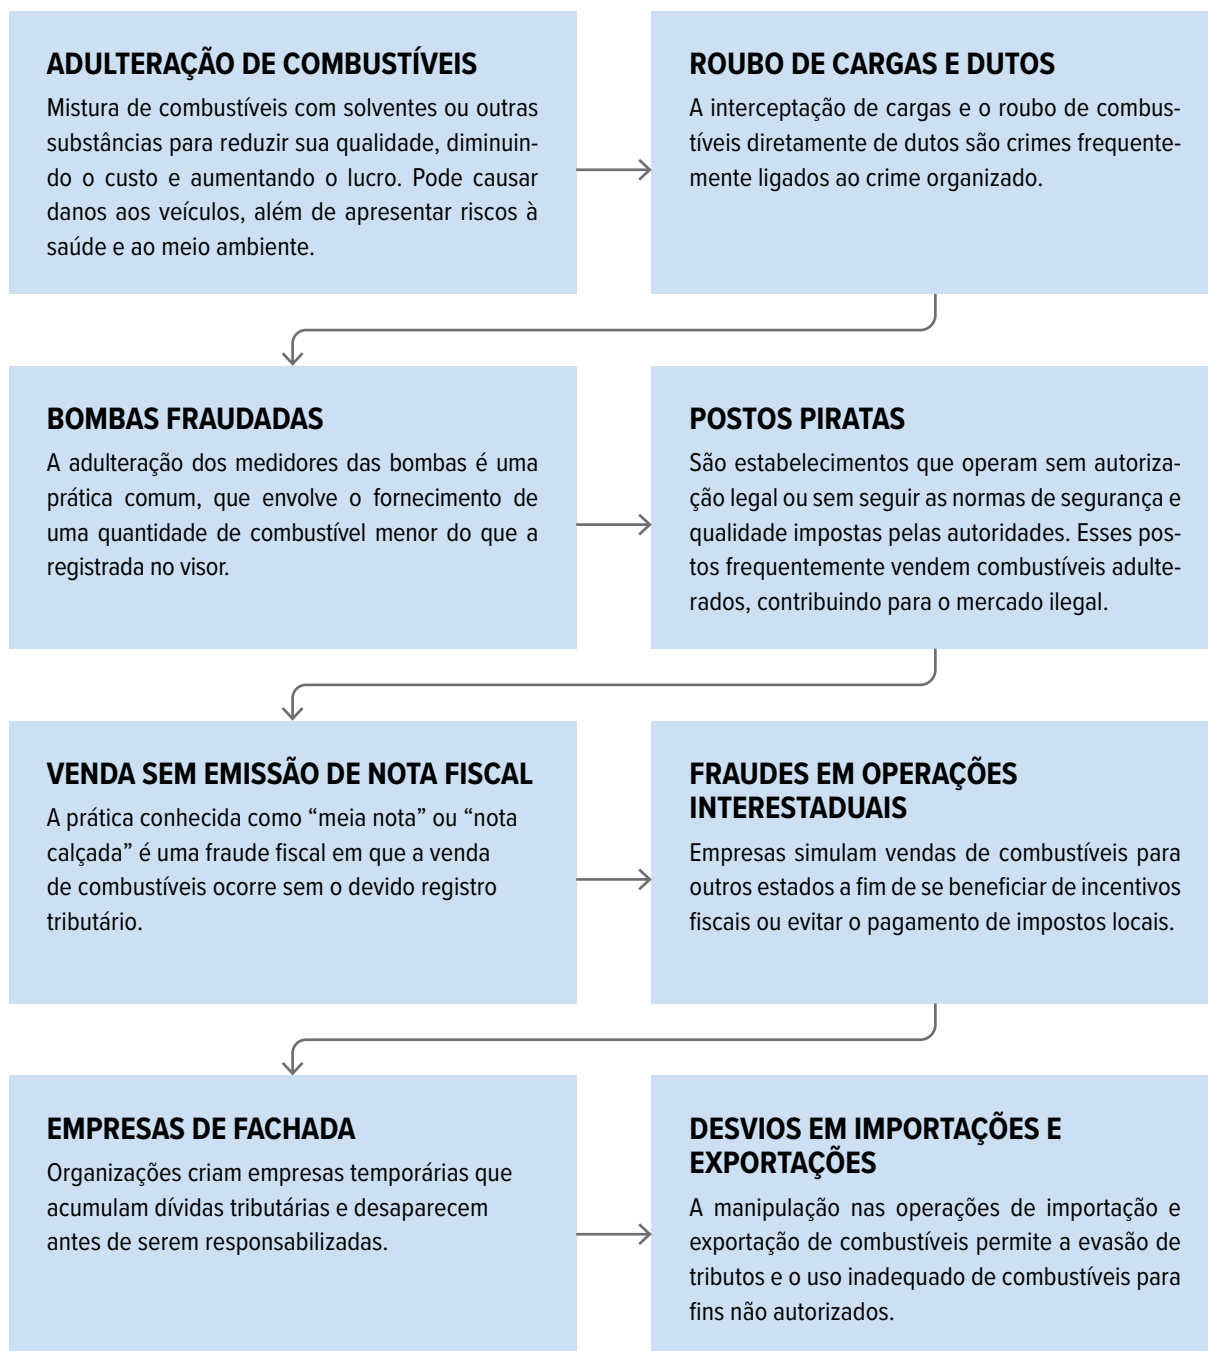 ADULTERAÇÃO DE COMBUSTÍVEIS
Mistura de combustíveis com solventes ou outras
substâncias para reduzir sua qualidade, diminuin-
do o custo e aumentando o lucro. Pode causar
danos aos veículos, além de apresentar riscos à
saúde e ao meio ambiente.
ROUBO DE CARGAS E DUTOS
A interceptação de cargas e o roubo de combus-
tíveis diretamente de dutos são crimes frequente-
mente ligados ao crime organizado.
BOMBAS FRAUDADAS
A adulteração dos medidores das bombas é uma
prática comum, que envolve o fornecimento de
uma quantidade de combustível menor do que a
registrada no visor.
POSTOS PIRATAS
São estabelecimentos que operam sem autoriza-
ção legal ou sem seguir as normas de segurança e
qualidade impostas pelas autoridades. Esses pos-
tos frequentemente vendem combustíveis adulte-
rados, contribuindo para o mercado ilegal.
VENDA SEM EMISSÃO DE NOTA FISCAL
A prática conhecida como “meia nota” ou “nota
calçada” é uma fraude fiscal em que a venda
de combustíveis ocorre sem o devido registro
tributário.
FRAUDES EM OPERAÇÕES
INTERESTADUAIS
Empresas simulam vendas de combustíveis para
outros estados a fim de se beneficiar de incentivos
fiscais ou evitar o pagamento de impostos locais.
EMPRESAS DE FACHADA
Organizações criam empresas temporárias que
acumulam dívidas tributárias e desaparecem
antes de serem responsabilizadas.
DESVIOS EM IMPORTAÇÕES E
EXPORTAÇÕES
A manipulação nas operações de importação e
exportação de combustíveis permite a evasão de
tributos e o uso inadequado de combustíveis para
fins não autorizados.